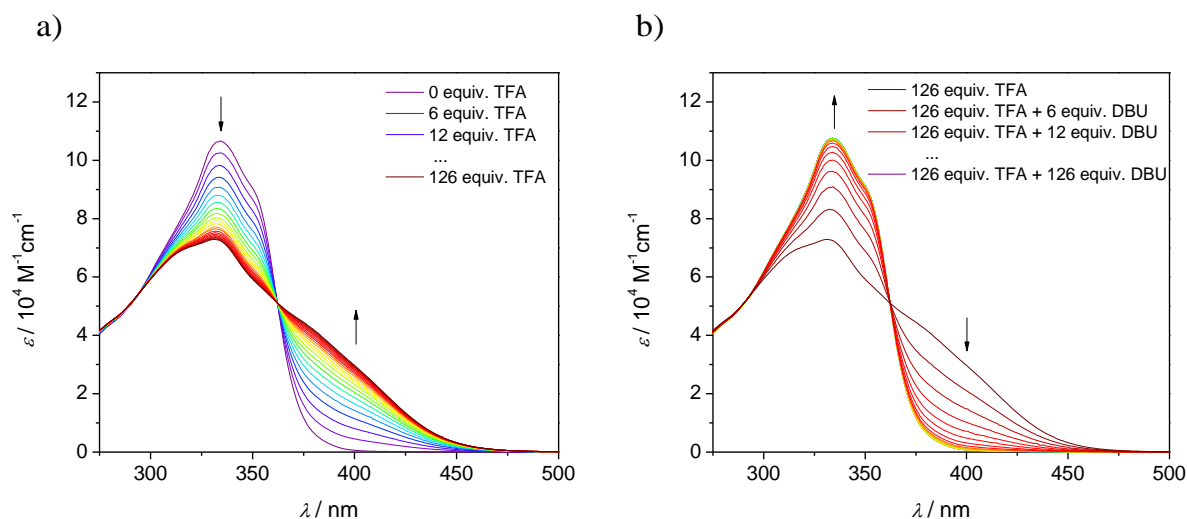 a)
12
10
8
6
4
2
0
ε / 10⁴ M⁻¹cm⁻¹
0 equiv. TFA
6 equiv. TFA
12 equiv. TFA
...
126 equiv. TFA
300
350
400
450
500
λ / nm
b)
12
10
8
6
4
2
0
ε / 10⁴ M⁻¹cm⁻¹
126 equiv. TFA
126 equiv. TFA + 6 equiv. DBU
126 equiv. TFA + 12 equiv. DBU
...
126 equiv. TFA + 126 equiv. DBU
300
350
400
450
500
λ / nm